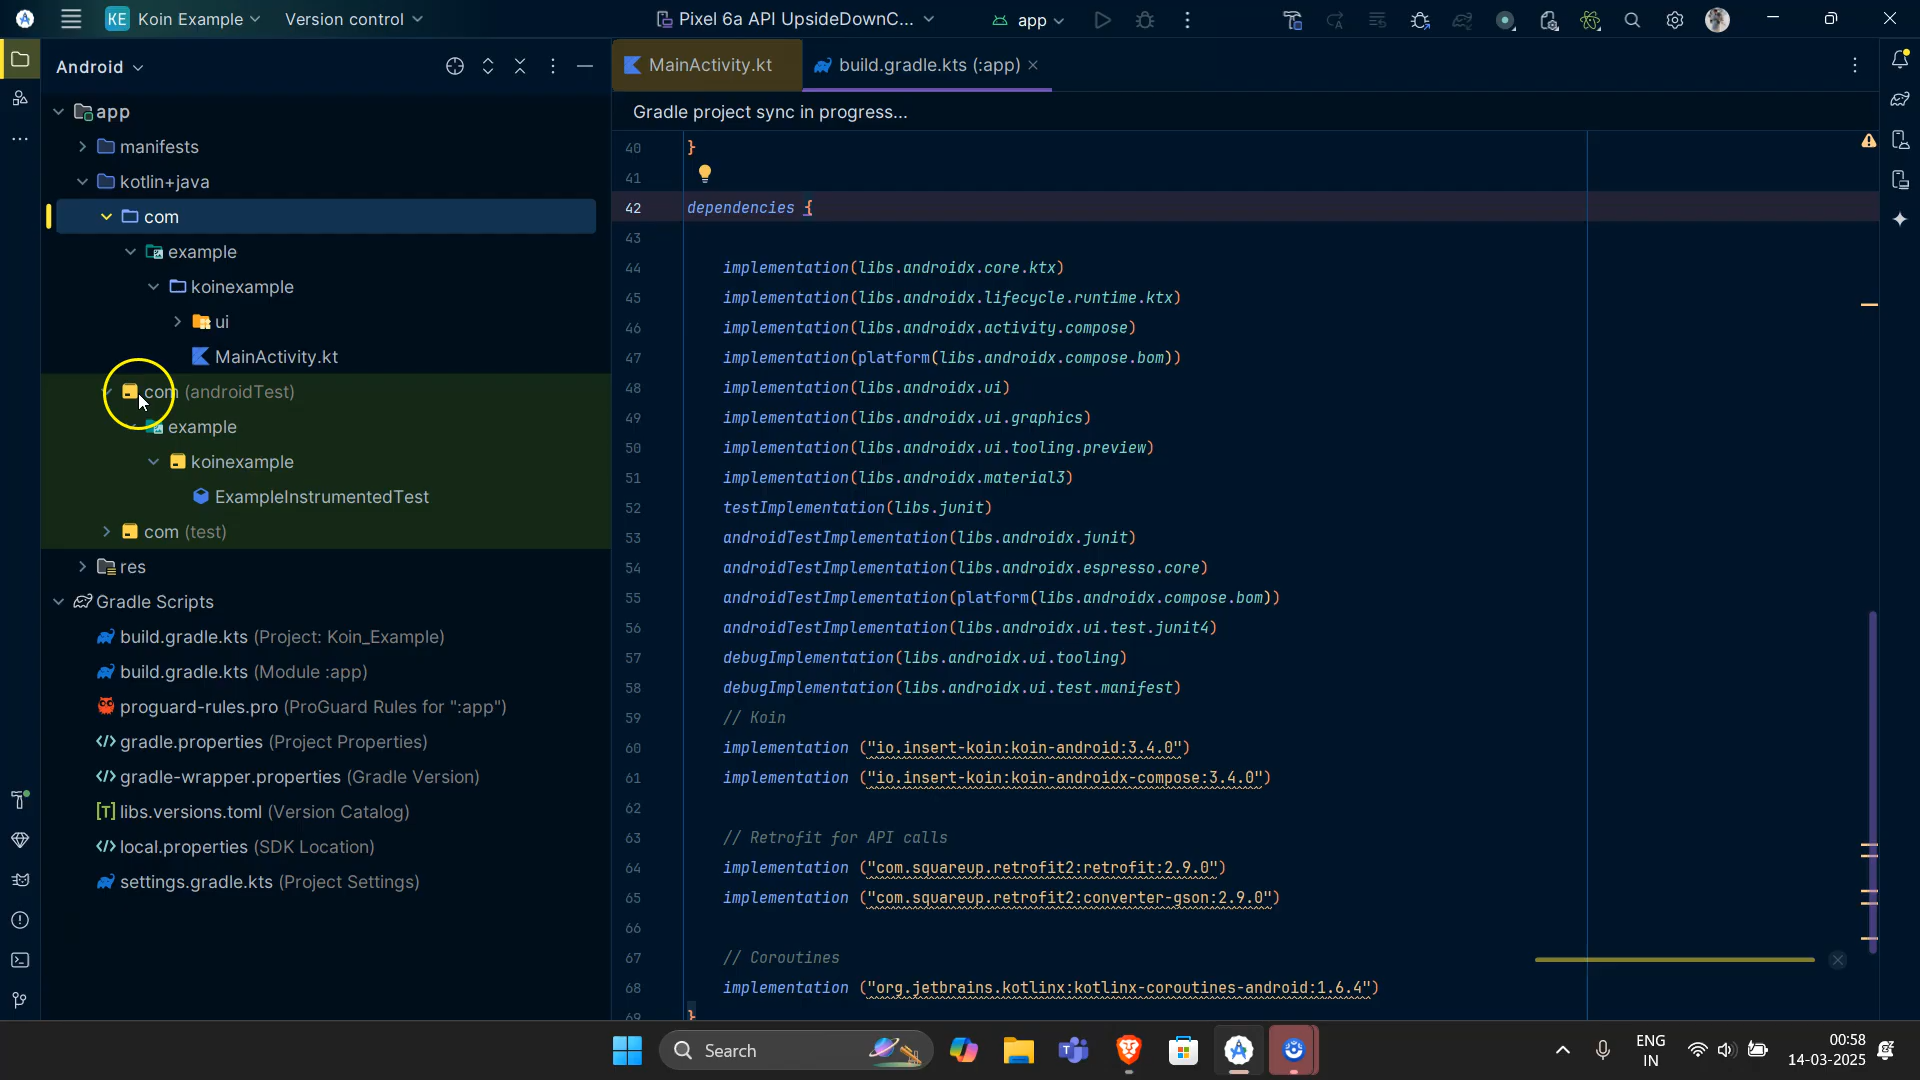 KE Koin Example Version control Pixel 6a API UpsideDownC... app
Android
MainActivity.kt build.gradle.kts (:app)
Gradle project sync in progress...
app
manifests
kotlin+java
com
example
koinexample
ui
MainActivity.kt
com (androidTest)
example
koinexample
ExampleInstrumentedTest
com (test)
res
Gradle Scripts
build.gradle.kts (Project: Koin_Example)
build.gradle.kts (Module :app)
proguard-rules.pro (ProGuard Rules for ":app")
gradle.properties (Project Properties)
gradle-wrapper.properties (Gradle Version)
libs.versions.toml (Version Catalog)
local.properties (SDK Location)
settings.gradle.kts (Project Settings)
40 }
41
42 dependencies {
43
44 implementation(libs.androidx.core.ktx)
45 implementation(libs.androidx.lifecycle.runtime.ktx)
46 implementation(libs.androidx.activity.compose)
47 implementation(platform(libs.androidx.compose.bom))
48 implementation(libs.androidx.ui)
49 implementation(libs.androidx.ui.graphics)
50 implementation(libs.androidx.ui.tooling.preview)
51 implementation(libs.androidx.material3)
52 testImplementation(libs.junit)
53 androidTestImplementation(libs.androidx.junit)
54 androidTestImplementation(libs.androidx.espresso.core)
55 androidTestImplementation(platform(libs.androidx.compose.bom))
56 androidTestImplementation(libs.androidx.ui.test.junit4)
57 debugImplementation(libs.androidx.ui.tooling)
58 debugImplementation(libs.androidx.ui.test.manifest)
59 // Koin
60 implementation ("io.insert-koin:koin-android:3.4.0")
61 implementation ("io.insert-koin:koin-androidx-compose:3.4.0")
62
63 // Retrofit for API calls
64 implementation ("com.squareup.retrofit2:retrofit:2.9.0")
65 implementation ("com.squareup.retrofit2:converter-gson:2.9.0")
66
67 // Coroutines
68 implementation ("org.jetbrains.kotlinx:kotlinx-coroutines-android:1.6.4")
69 }
Search
ENG
IN
00:58
14-03-2025